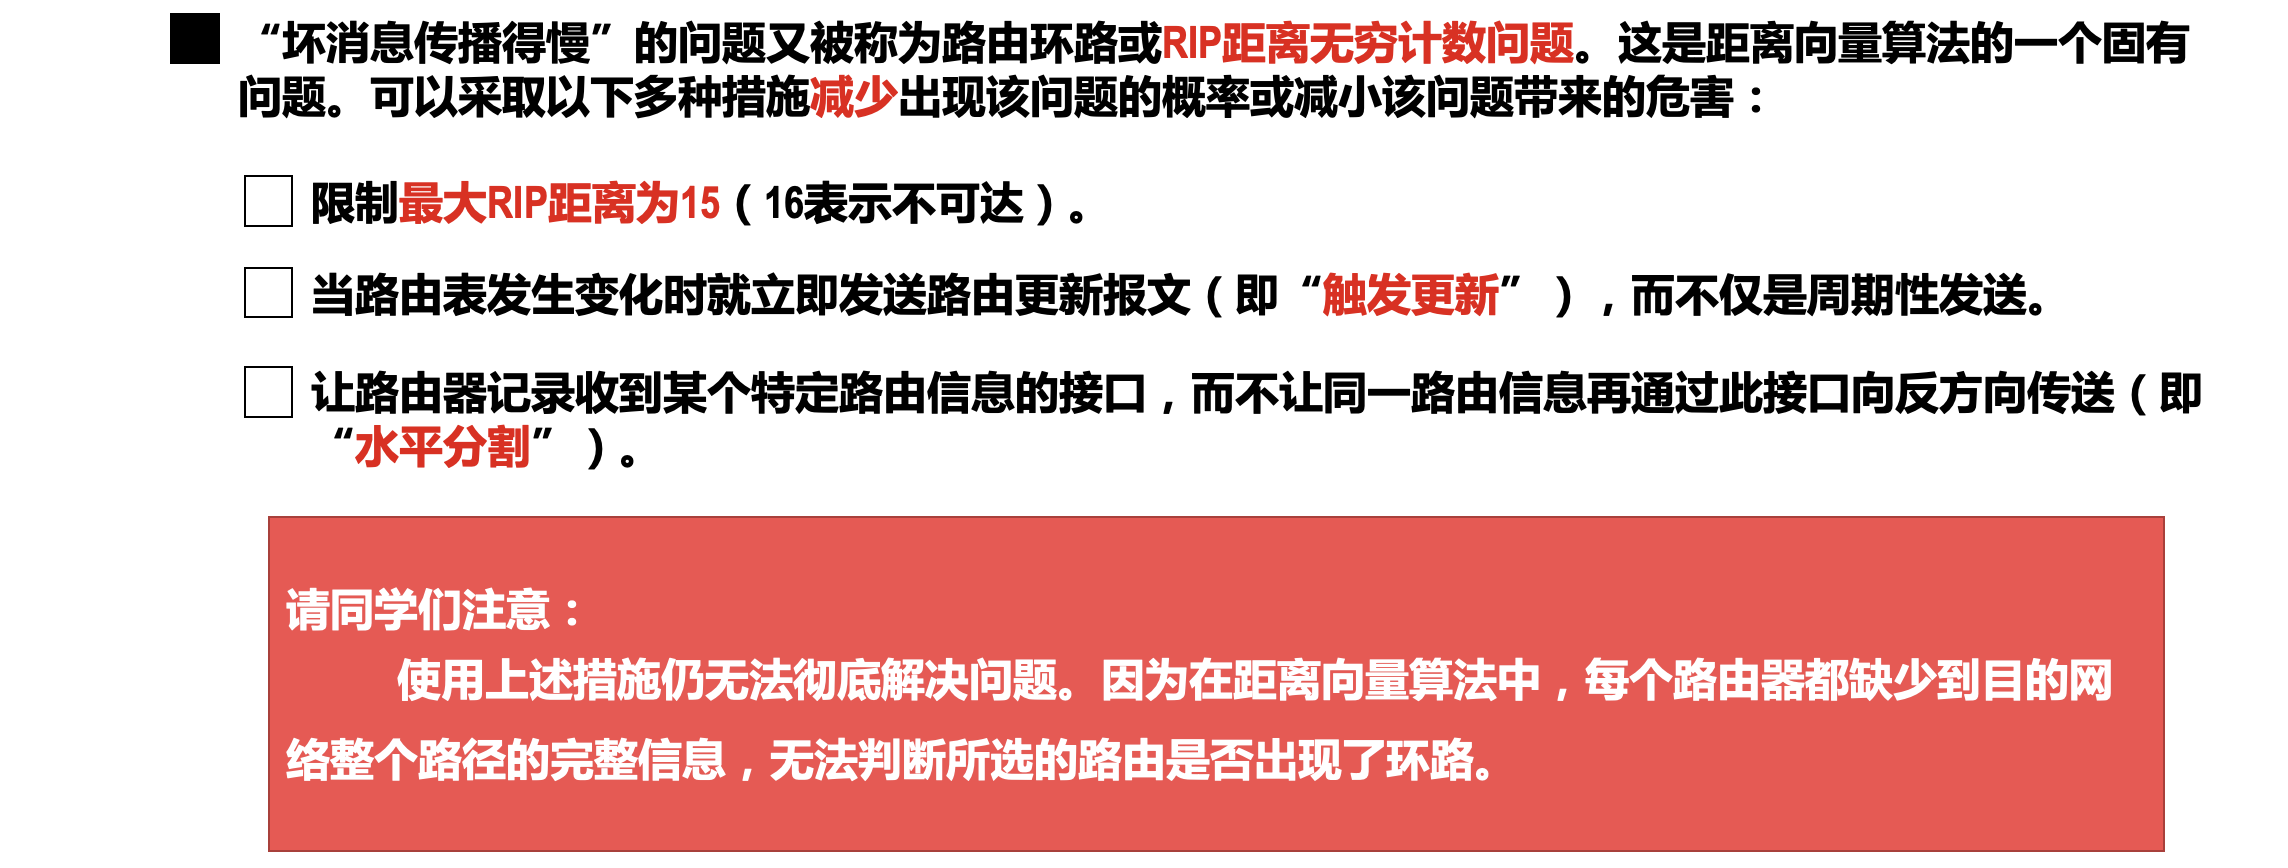 “坏消息传播得慢”的问题又被称为路由环路或RIP距离无穷计数问题。这是距离向量算法的一个固有
问题。可以采取以下多种措施减少出现该问题的概率或减小该问题带来的危害：
限制最大RIP距离为15（16表示不可达）。
当路由表发生变化时就立即发送路由更新报文（即“触发更新”），而不仅是周期性发送。
让路由器记录收到某个特定路由信息的接口，而不让同一路由信息再通过此接口向反方向传送（即
“水平分割”）。
请同学们注意：
使用上述措施仍无法彻底解决问题。因为在距离向量算法中，每个路由器都缺少到目的网
络整个路径的完整信息，无法判断所选的路由是否出现了环路。